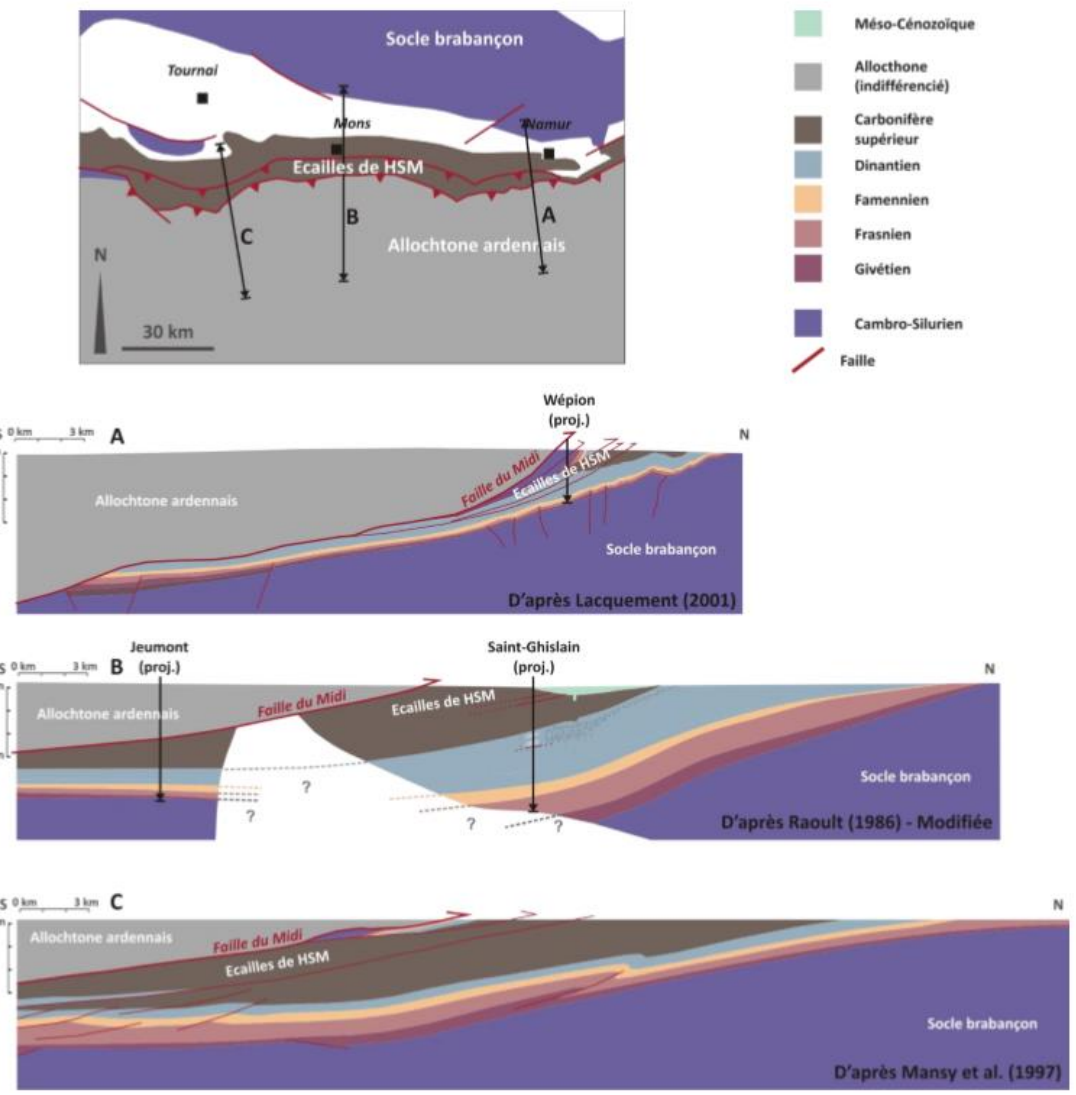 Socle brabançon
Tournai
Mons
Namur
Ecailles de HSM
C
B
A
Allochtone ardennais
N
30 km
Méso-Cénozoïque
Allocthone
(indifférencié)
Carbonifère
supérieur
Dinantien
Famennien
Frasnien
Givétien
Cambro-Silurien
Faille
Wépion
(proj.)
S 0 km 3 km A
N
Faille du Midi
Ecailles de HSM
Allochtone ardennais
Socle brabançon
D'après Lacquement (2001)
Jeumont
(proj.)
Saint-Ghislain
(proj.)
S 0 km 3 km B
N
Allochtone ardennais
Faille du Midi
Ecailles de HSM
?
?
?
?
Socle brabançon
D'après Raoult (1986) - Modifiée
S 0 km 3 km C
N
Allochtone ardennais
Faille du Midi
Ecailles de HSM
Socle brabançon
D'après Mansy et al. (1997)